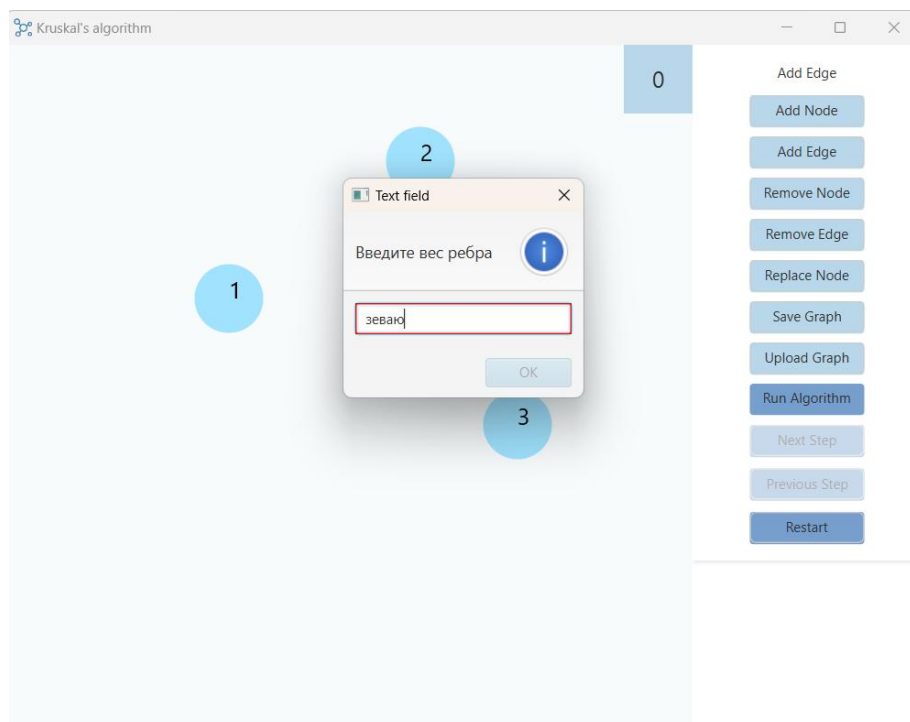 Kruskal's algorithm
0
Add Edge
Add Node
Add Edge
Remove Node
Remove Edge
Replace Node
Save Graph
Upload Graph
Run Algorithm
Next Step
Previous Step
Restart
2
1
3
Text field
Введите вес ребра
i
зеваю
OK